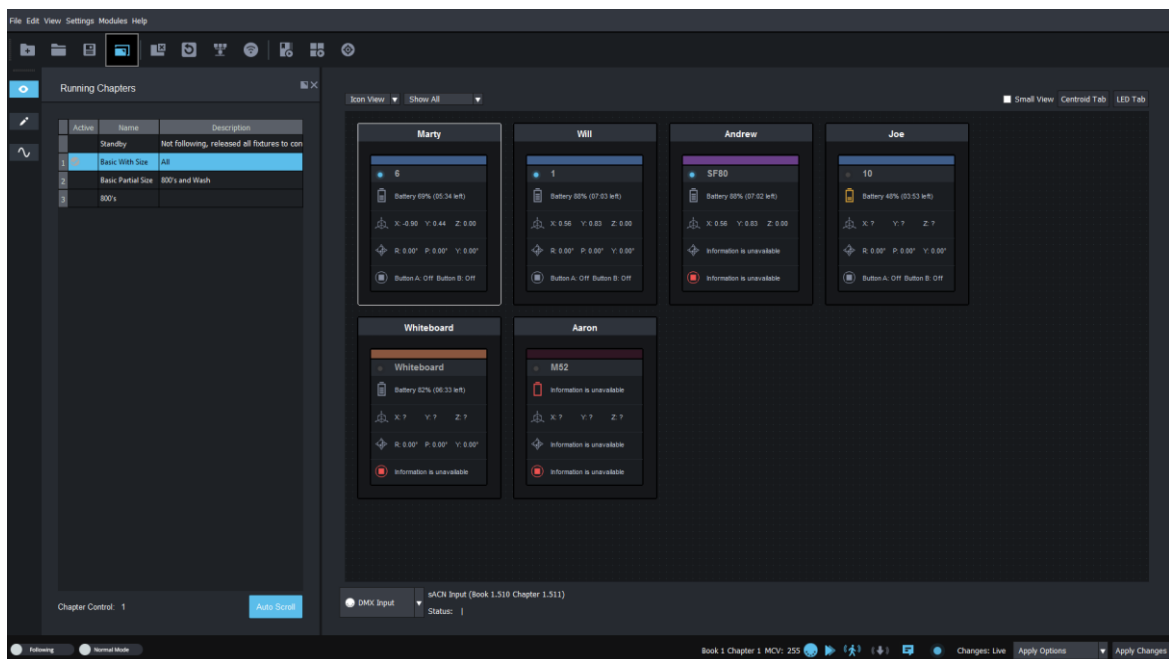 File Edit View Settings Modules Help
Running Chapters
Active Name Description
Standby Not following, released all fixtures to con
1 Basic With Size All
2 Basic Partial Size 800's and Wash
3 800's
Chapter Control: 1 Auto Scroll
Icon View Show All Small View Centroid Tab LED Tab
Marty
6
Battery 69% (05:34 left)
X: -0.90 Y: 0.44 Z: 0.00
R: 0.00° P: 0.00° Y: 0.00°
Button A: Off Button B: Off
Will
1
Battery 88% (07:03 left)
X: 0.56 Y: 0.83 Z: 0.00
R: 0.00° P: 0.00° Y: 0.00°
Button A: Off Button B: Off
Andrew
SF80
Battery 88% (07:02 left)
X: 0.56 Y: 0.83 Z: 0.00
Information is unavailable
Information is unavailable
Joe
10
Battery 48% (03:53 left)
X: ? Y: ? Z: ?
R: 0.00° P: 0.00° Y: 0.00°
Button A: Off Button B: Off
Whiteboard
Whiteboard
Battery 82% (06:33 left)
X: ? Y: ? Z: ?
R: 0.00° P: 0.00° Y: 0.00°
Information is unavailable
Aaron
M52
Information is unavailable
X: ? Y: ? Z: ?
Information is unavailable
Information is unavailable
DMX Input
sACN Input (Book 1.510 Chapter 1.511)
Status: |
Following Normal Mode Book 1 Chapter 1 MCV: 255 Changes: Live Apply Options Apply Changes